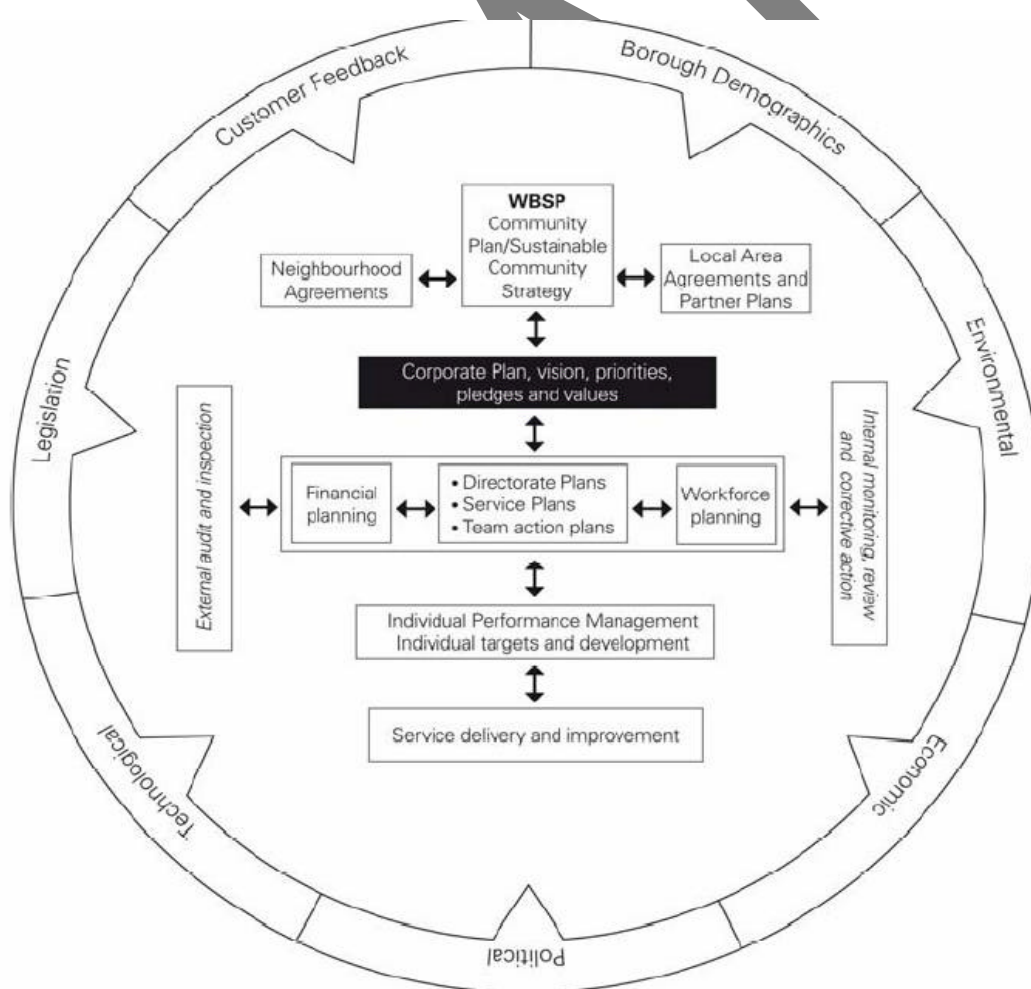 Customer Feedback
Borough Demographics
WBSP
Community
Plan/Sustainable
Community
Strategy
Neighbourhood
Agreements
Local Area
Agreements and
Partner Plans
Legislation
Environmental
Corporate Plan, vision, priorities,
pledges and values
External audit and inspection
Financial
planning
• Directorate Plans
• Service Plans
• Team action plans
Workforce
planning
Internal monitoring, review
and corrective action
Individual Performance Management
Individual targets and development
Service delivery and improvement
Technological
Economic
Political